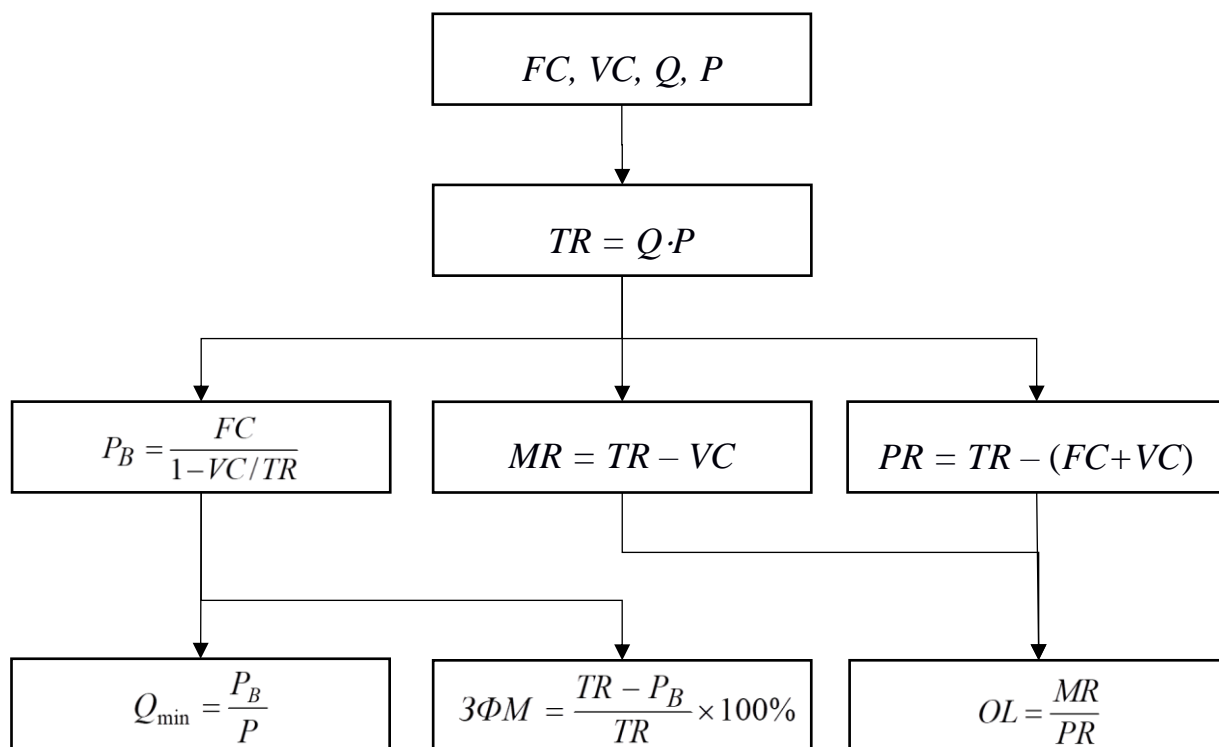 FC, VC, Q, P
TR = Q·P
P_B = FC / (1–VC/TR)
MR = TR – VC
PR = TR – (FC+VC)
Q_min = P_B / P
ЗФМ = (TR – P_B) / TR × 100%
OL = MR / PR